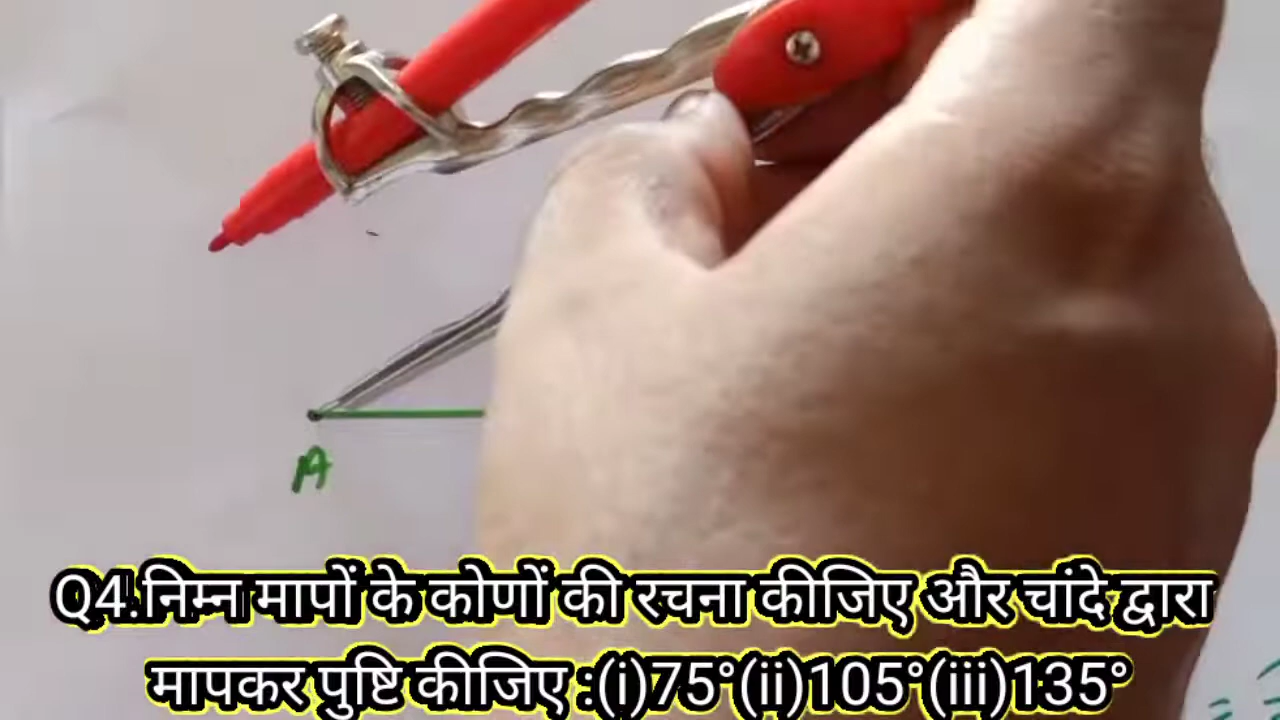 A
Q4.निम्न मापों के कोणों की रचना कीजिए और चांदे द्वारा
मापकर पुष्टि कीजिए :(i)75°(ii)105°(iii)135°